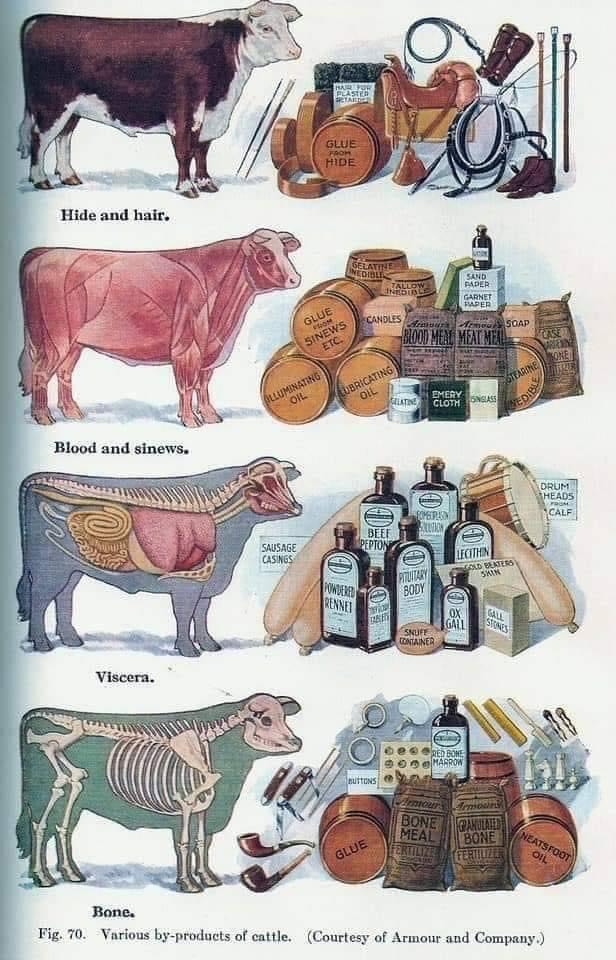 HAIR FOR
PLASTER
RETARDER
GLUE
FROM
HIDE
Hide and hair.
GELATINE
INEDIBLE
TALLOW
INEDIBLE
SAND
PAPER
GARNET
PAPER
GLUE
FROM
SINEWS
ETC.
CANDLES
Armour's
BLOOD MEAL
Armour's
MEAT MEAL
SOAP
CASE
HARDENING
BONE
ILLUMINATING
OIL
LUBRICATING
OIL
GELATINE
EMERY
CLOTH
ISINGLASS
STEARINE
INEDIBLE
Blood and sinews.
SAUSAGE
CASINGS
BEEF
PEPTONE
SOLUTION
DRUM
HEADS
FROM
CALF
LECITHIN
GOLD BEATERS
SKIN
POWDERED
RENNET
PITUITARY
BODY
TABLETS
OX
GALL
GALL
STONES
SNUFF
CONTAINER
Viscera.
RED BONE
MARROW
BUTTONS
Armour's
BONE
MEAL
FERTILIZER
Armour's
GRANULATED
BONE
FERTILIZER
GLUE
NEATSFOOT
OIL
Bone.
Fig. 70. Various by-products of cattle. (Courtesy of Armour and Company.)